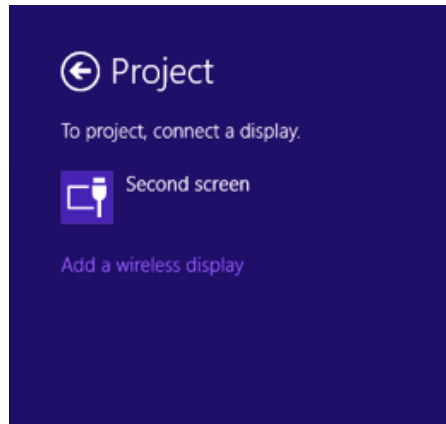 Project
To project, connect a display.
Second screen
Add a wireless display